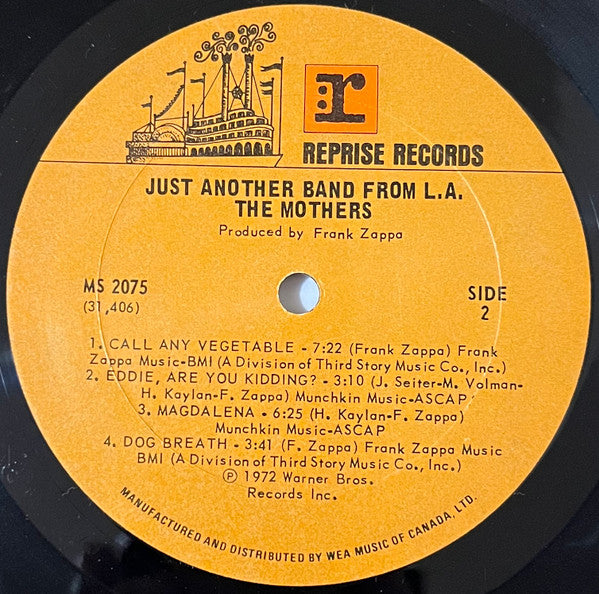 r
REPRISE RECORDS
JUST ANOTHER BAND FROM L.A.
THE MOTHERS
Produced by Frank Zappa
MS 2075
(31,406)
SIDE
2
1. CALL ANY VEGETABLE - 7:22 (Frank Zappa) Frank
Zappa Music-BMI (A Division of Third Story Music Co., Inc.)
2. EDDIE, ARE YOU KIDDING? - 3:10 (J. Seiter-M. Volman-
H. Kaylan-F. Zappa) Munchkin Music-ASCAP
3. MAGDALENA - 6:25 (H. Kaylan-F. Zappa)
Munchkin Music-ASCAP
4. DOG BREATH - 3:41 (F. Zappa) Frank Zappa Music
BMI (A Division of Third Story Music Co., Inc.)
Ⓟ 1972 Warner Bros.
Records Inc.
MANUFACTURED AND DISTRIBUTED BY WEA MUSIC OF CANADA, LTD.